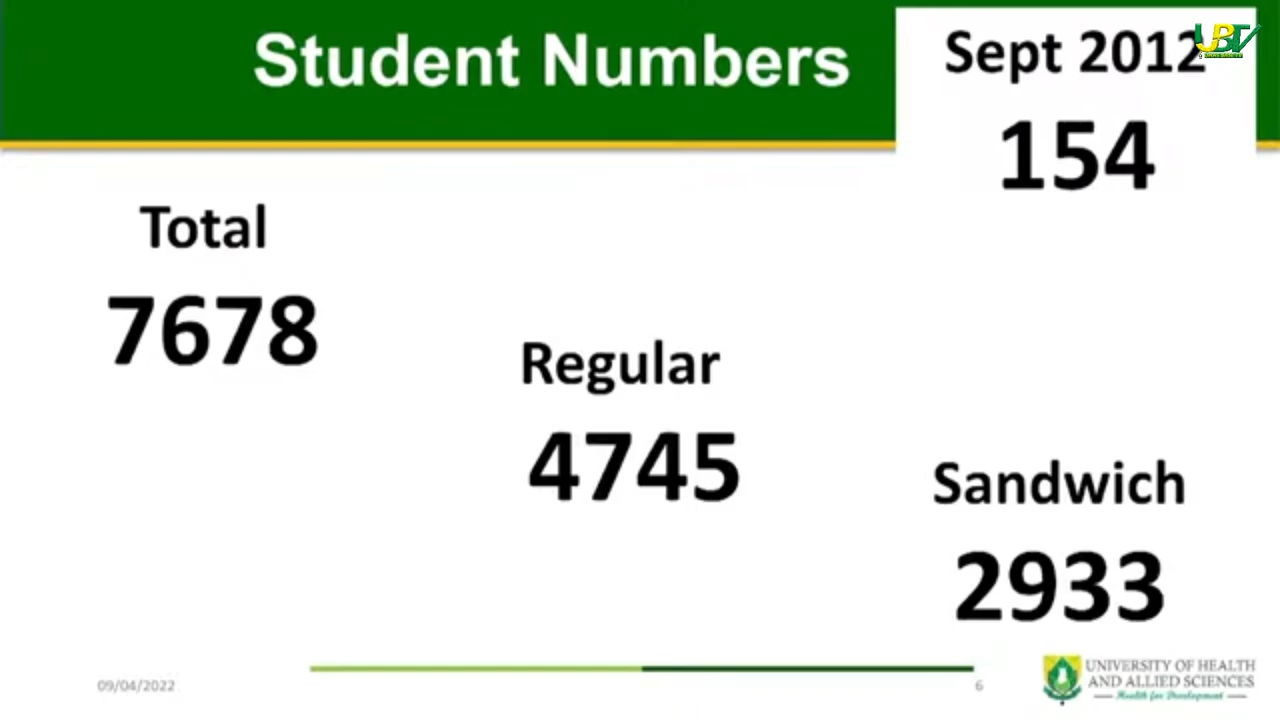 Student Numbers
Sept 2012
154
Total
7678
Regular
4745
Sandwich
2933
09/04/2022
6
UNIVERSITY OF HEALTH
AND ALLIED SCIENCES
Health for Development
UBTV